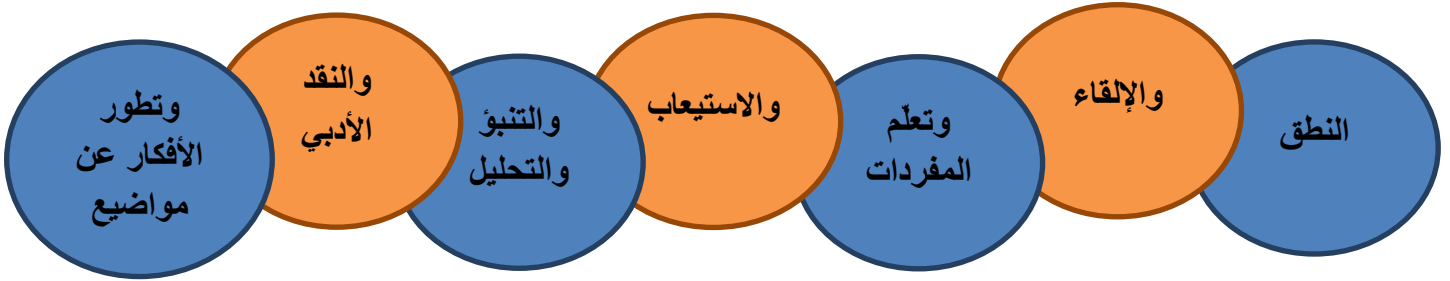 النطق
والإلقاء
وتعلّم
المفردات
والاستيعاب
والتنبؤ
والتحليل
والنقد
الأدبي
وتطور
الأفكار عن
مواضيع